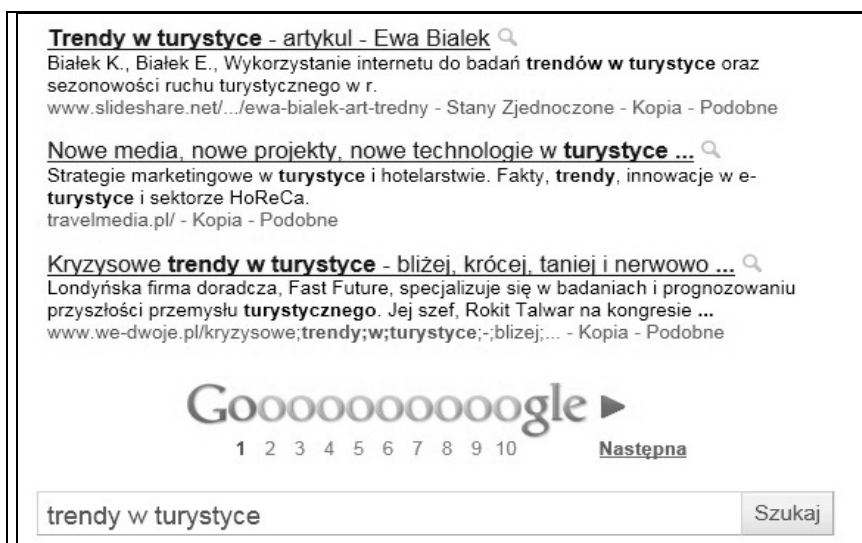 Trendy w turystyce - artykul - Ewa Bialek
Białek K., Białek E., Wykorzystanie internetu do badań trendów w turystyce oraz
sezonowości ruchu turystycznego w r.
www.slideshare.net/.../ewa-bialek-art-tredny - Stany Zjednoczone - Kopia - Podobne
Nowe media, nowe projekty, nowe technologie w turystyce ...
Strategie marketingowe w turystyce i hotelarstwie. Fakty, trendy, innowacje w e-
turystyce i sektorze HoReCa.
travelmedia.pl/ - Kopia - Podobne
Kryzysowe trendy w turystyce - bliżej, krócej, taniej i nerwowo ...
Londyńska firma doradcza, Fast Future, specjalizuje się w badaniach i prognozowaniu
przyszłości przemysłu turystycznego. Jej szef, Rokit Talwar na kongresie ...
www.we-dwoje.pl/kryzysowe;trendy;w;turystyce;-;blizej;... - Kopia - Podobne
Goooooooooogle
1 2 3 4 5 6 7 8 9 10 Następna
trendy w turystyce Szukaj